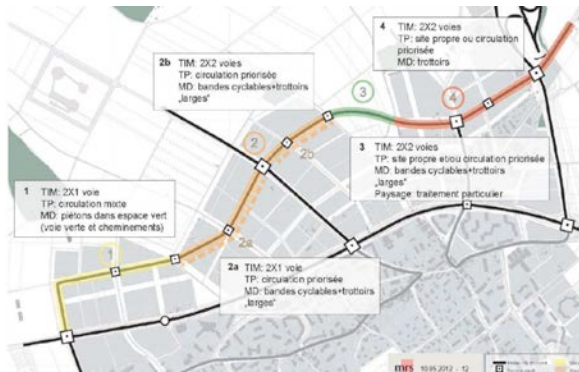 4 TIM: 2X2 voies
TP: site propre ou circulation
priorisée
MD: trottoirs
2b TIM: 2X2 voies
TP: circulation priorisée
MD: bandes cyclables+trottoirs
„larges"
3
4
2
2b
3 TIM: 2X2 voies
TP: site propre et/ou circulation priorisée
MD: bandes cyclables+trottoirs
„larges"
Paysage: traitement particulier
1 TIM: 2X1 voie
TP: circulation mixte
MD: piétons dans espace vert
(voie verte et cheminements)
2a
1
2a TIM: 2X1 voie
TP: circulation priorisée
MD: bandes cyclables+trottoirs
„larges"
mrs 10.05.2012 - 12